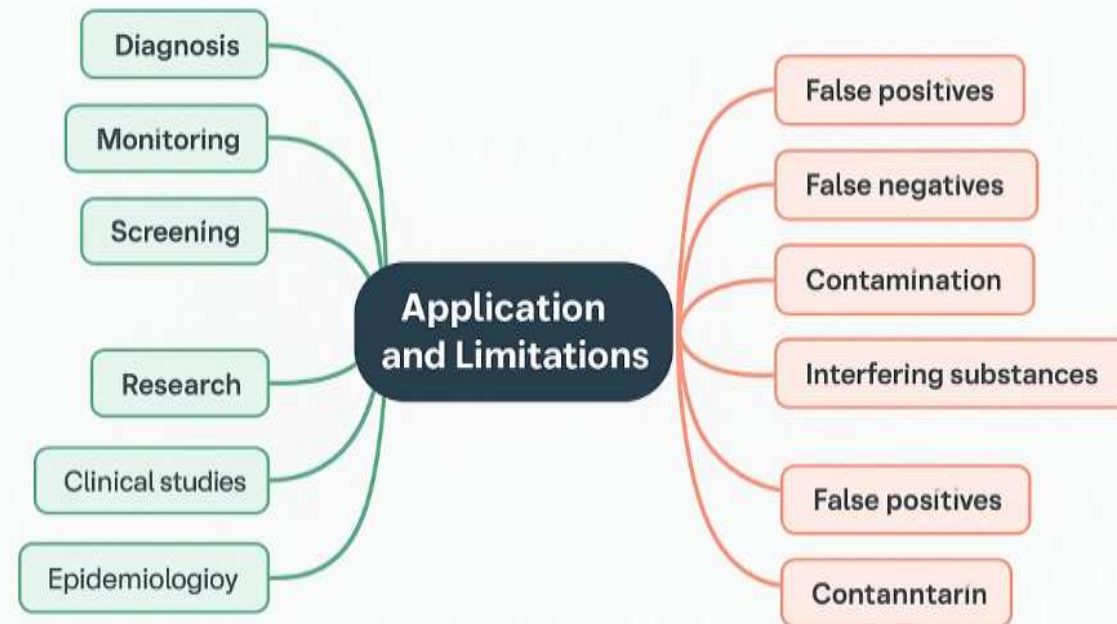 Diagnosis
Monitoring
Screening
Research
Clinical studies
Epidemiologioy
Application
and Limitations
False positives
False negatives
Contamination
Interfering substances
False positives
Contanntarin